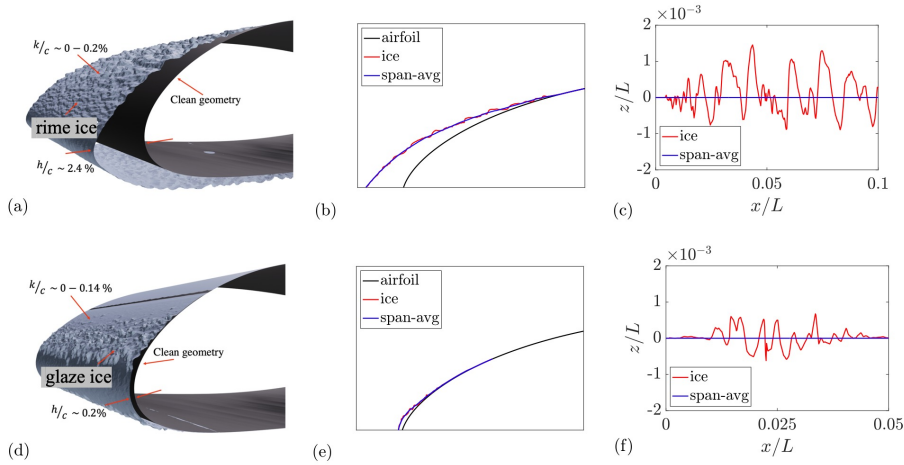 k/c ~ 0 − 0.2%
Clean geometry
rime ice
h/c ~ 2.4 %
(a)
airfoil
ice
span-avg
(b)
×10⁻³
2
1
0
-1
-2
z/L
ice
span-avg
0
0.05
0.1
x/L
(c)
k/c ~ 0 − 0.14 %
Clean geometry
glaze ice
h/c ~ 0.2%
(d)
airfoil
ice
span-avg
(e)
×10⁻³
2
1
0
-1
-2
z/L
ice
span-avg
0
0.025
0.05
x/L
(f)